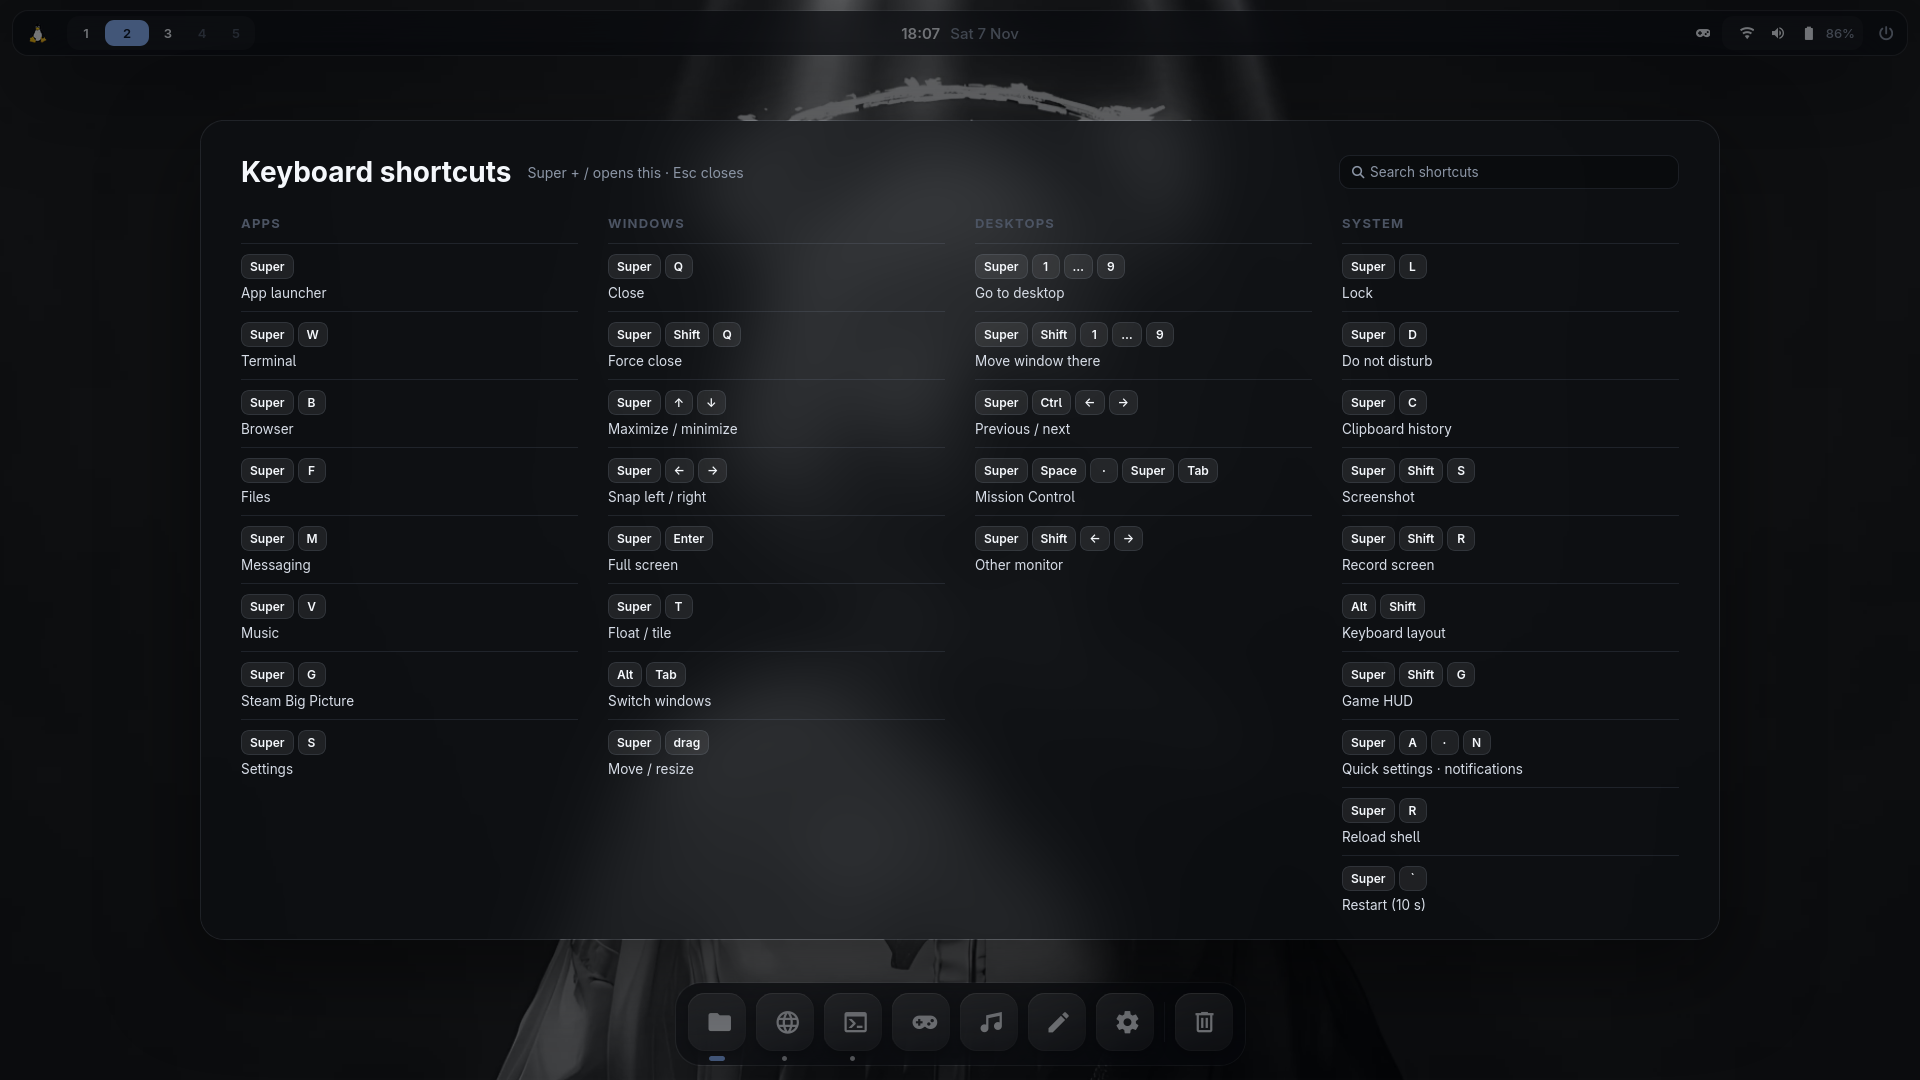 1 2 3 4 5
18:07 Sat 7 Nov
86%
Keyboard shortcuts
Super + / opens this · Esc closes
Search shortcuts
APPS
Super
App launcher
Super W
Terminal
Super B
Browser
Super F
Files
Super M
Messaging
Super V
Music
Super G
Steam Big Picture
Super S
Settings
WINDOWS
Super Q
Close
Super Shift Q
Force close
Super ↑ ↓
Maximize / minimize
Super ← →
Snap left / right
Super Enter
Full screen
Super T
Float / tile
Alt Tab
Switch windows
Super drag
Move / resize
DESKTOPS
Super 1 … 9
Go to desktop
Super Shift 1 … 9
Move window there
Super Ctrl ← →
Previous / next
Super Space · Super Tab
Mission Control
Super Shift ← →
Other monitor
SYSTEM
Super L
Lock
Super D
Do not disturb
Super C
Clipboard history
Super Shift S
Screenshot
Super Shift R
Record screen
Alt Shift
Keyboard layout
Super Shift G
Game HUD
Super A · N
Quick settings · notifications
Super R
Reload shell
Super `
Restart (10 s)